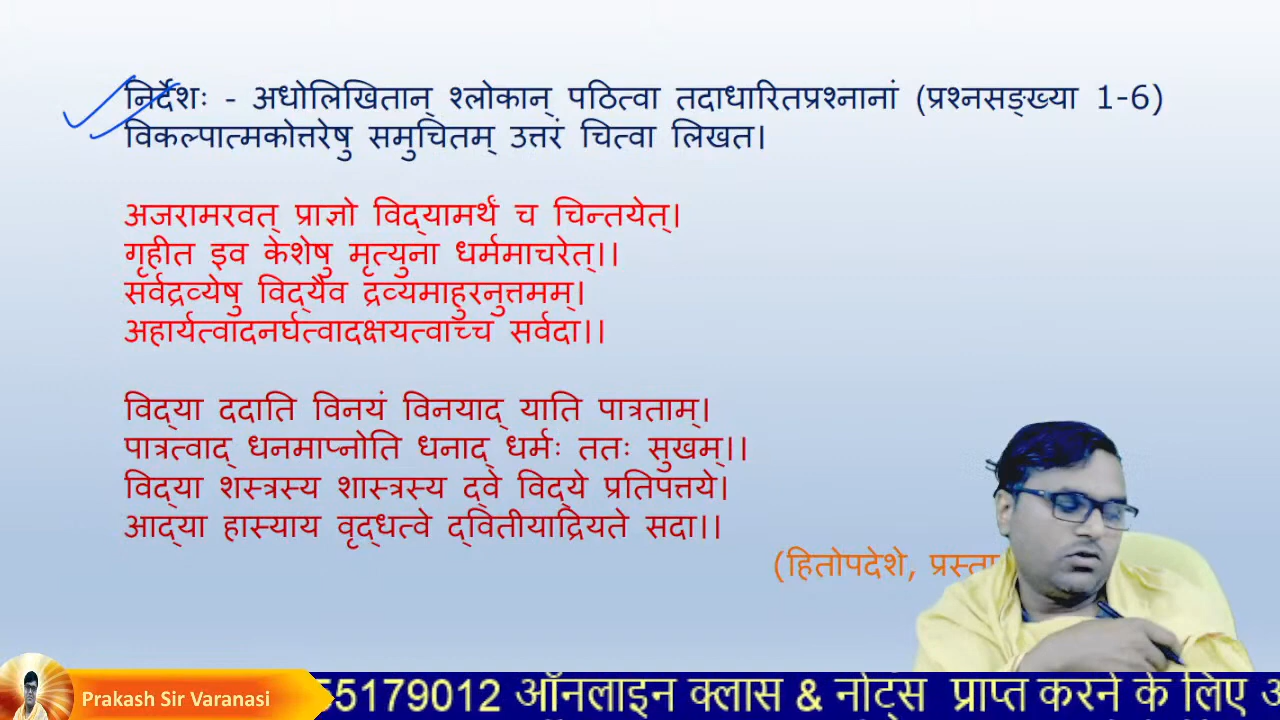 निर्देशः - अधोलिखितान् श्लोकान् पठित्वा तदाधारितप्रश्नानां (प्रश्नसङ्ख्या 1-6)
विकल्पात्मकोत्तरेषु समुचितम् उत्तरं चित्वा लिखत।
अजरामरवत् प्राज्ञो विद्यामर्थं च चिन्तयेत्।
गृहीत इव केशेषु मृत्युना धर्ममाचरेत्।।
सर्वद्रव्येषु विद्यैव द्रव्यमाहुरनुत्तमम्।
अहार्यत्वादनर्घत्वादक्षयत्वाच्च सर्वदा।।
विद्या ददाति विनयं विनयाद् याति पात्रताम्।
पात्रत्वाद् धनमाप्नोति धनाद् धर्मः ततः सुखम्।।
विद्या शस्त्रस्य शास्त्रस्य द्वे विद्ये प्रतिपत्तये।
आद्या हास्याय वृद्धत्वे द्वितीयाद्रियते सदा।।
(हितोपदेशे,
Prakash Sir Varanasi
55179012 ऑनलाइन क्लास & नोट्स प्राप्त करने के लिए